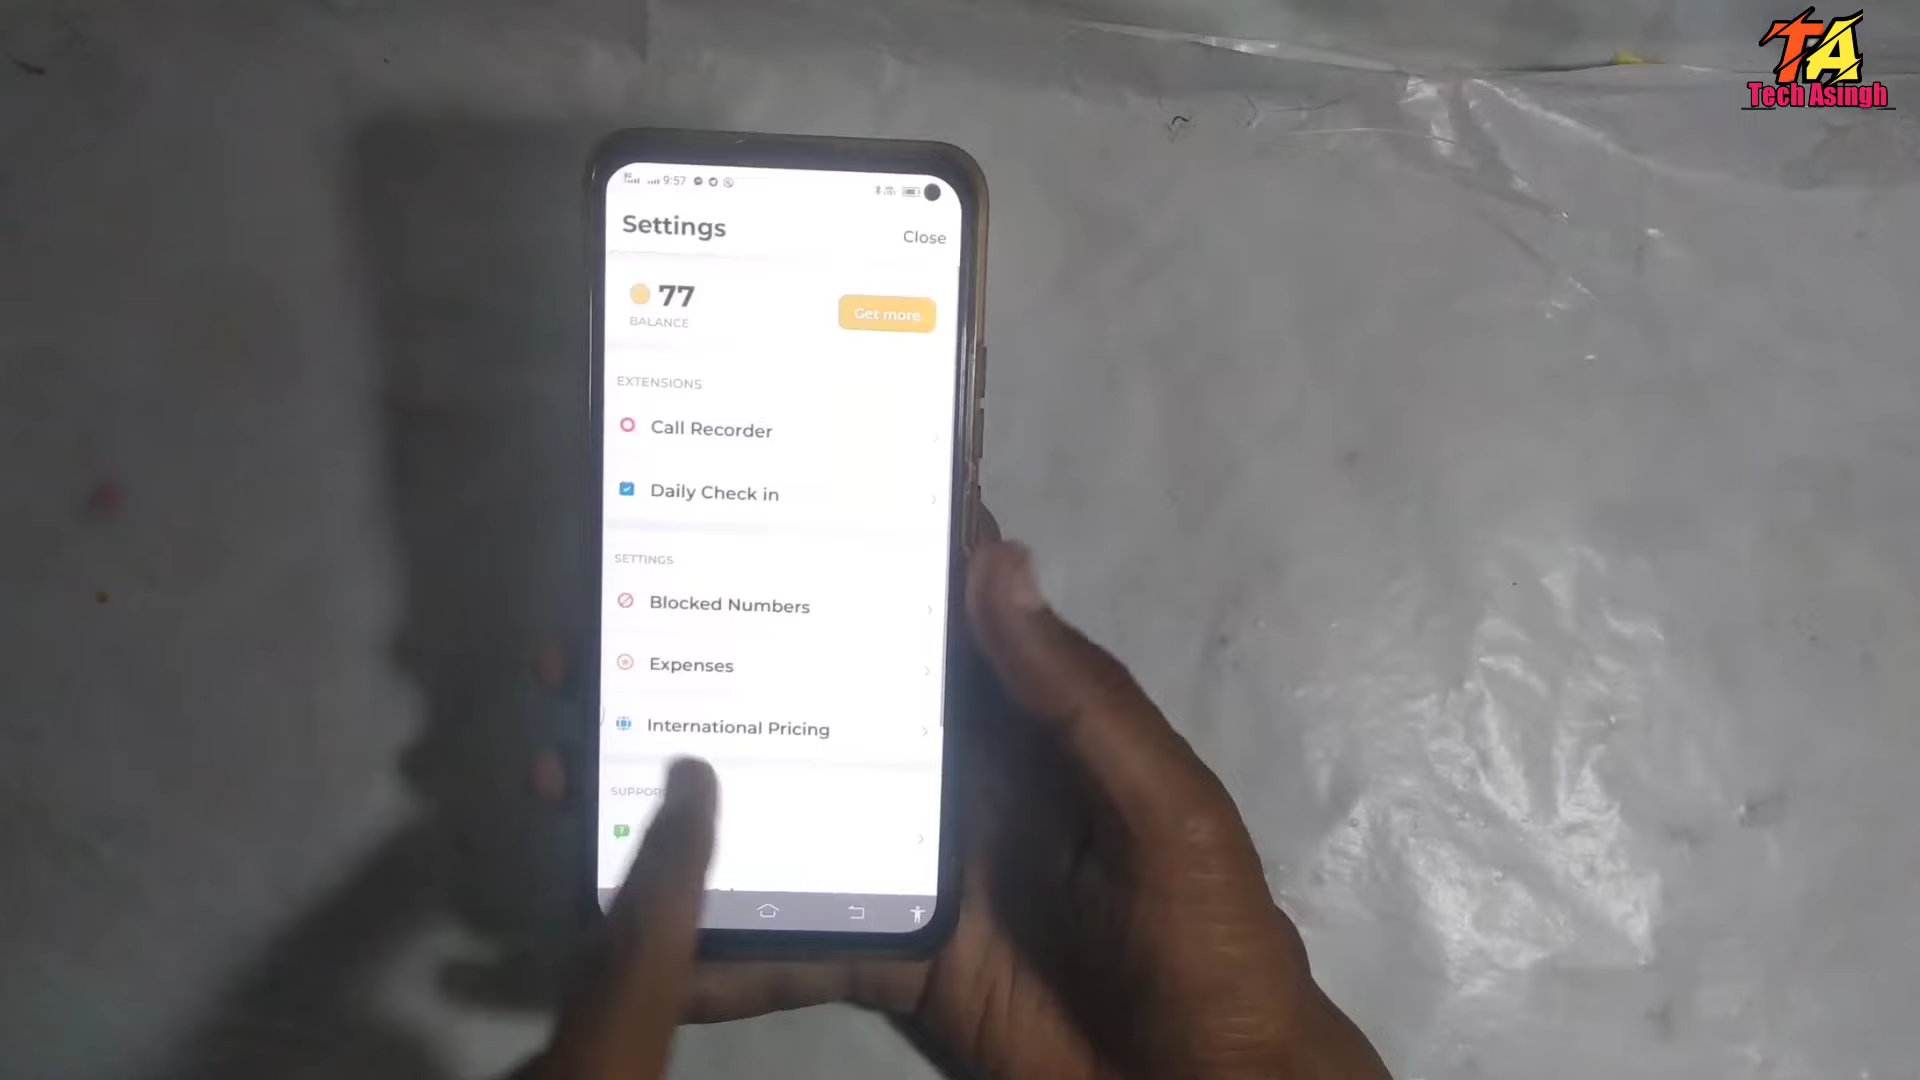 TA
Tech Asingh
9:57
Settings
Close
77
BALANCE
Get more
EXTENSIONS
Call Recorder
Daily Check in
SETTINGS
Blocked Numbers
Expenses
International Pricing